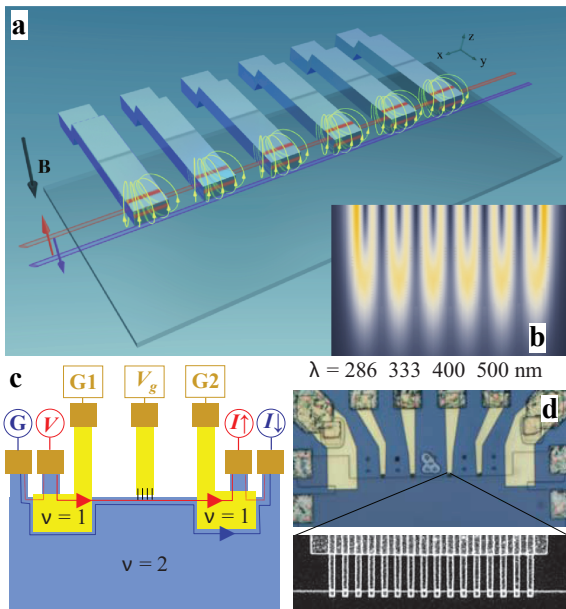 a
z
x
y
B
b
c
λ = 286 333 400 500 nm
G1
V_g
G2
d
G
V
I↑
I↓
ν = 1
ν = 1
ν = 2